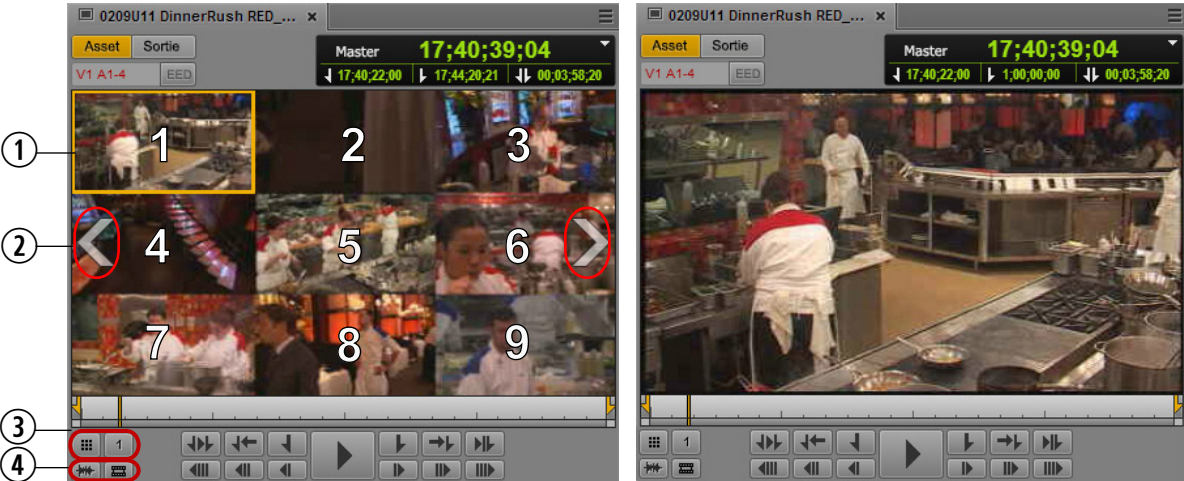 0209U11 DinnerRush RED_... ×
Asset Sortie
Master 17;40;39;04
V1 A1-4 EED
17;40;22;00 17;44;20;21 00;03;58;20
1 2 3
4 5 6
7 8 9
1
1
2
3
4
0209U11 DinnerRush RED_... ×
Asset Sortie
Master 17;40;39;04
V1 A1-4 EED
17;40;22;00 1;00;00;00 00;03;58;20
1